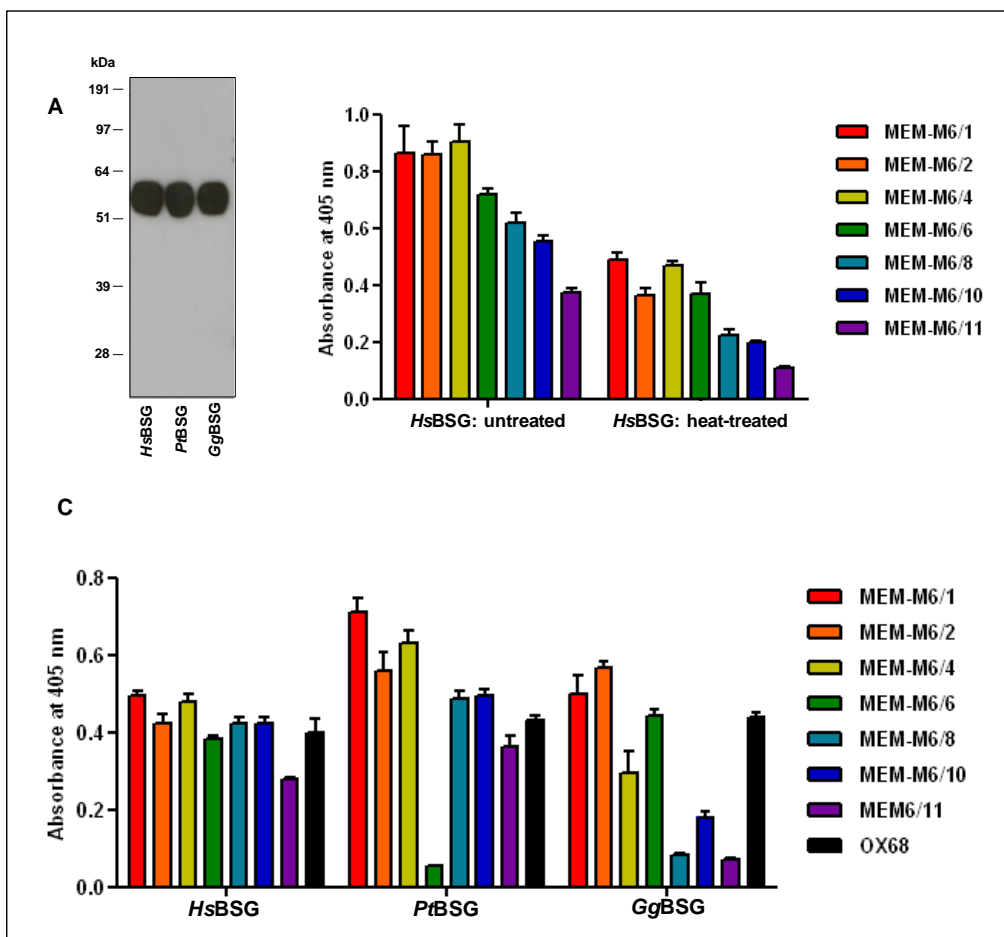 kDa
A
191
97
64
51
39
28
HsBSG
PtBSG
GgBSG
Absorbance at 405 nm
1.0
0.8
0.6
0.4
0.2
0.0
HsBSG: untreated
HsBSG: heat-treated
MEM-M6/1
MEM-M6/2
MEM-M6/4
MEM-M6/6
MEM-M6/8
MEM-M6/10
MEM-M6/11
C
Absorbance at 405 nm
0.8
0.6
0.4
0.2
0.0
HsBSG
PtBSG
GgBSG
MEM-M6/1
MEM-M6/2
MEM-M6/4
MEM-M6/6
MEM-M6/8
MEM-M6/10
MEM6/11
OX68